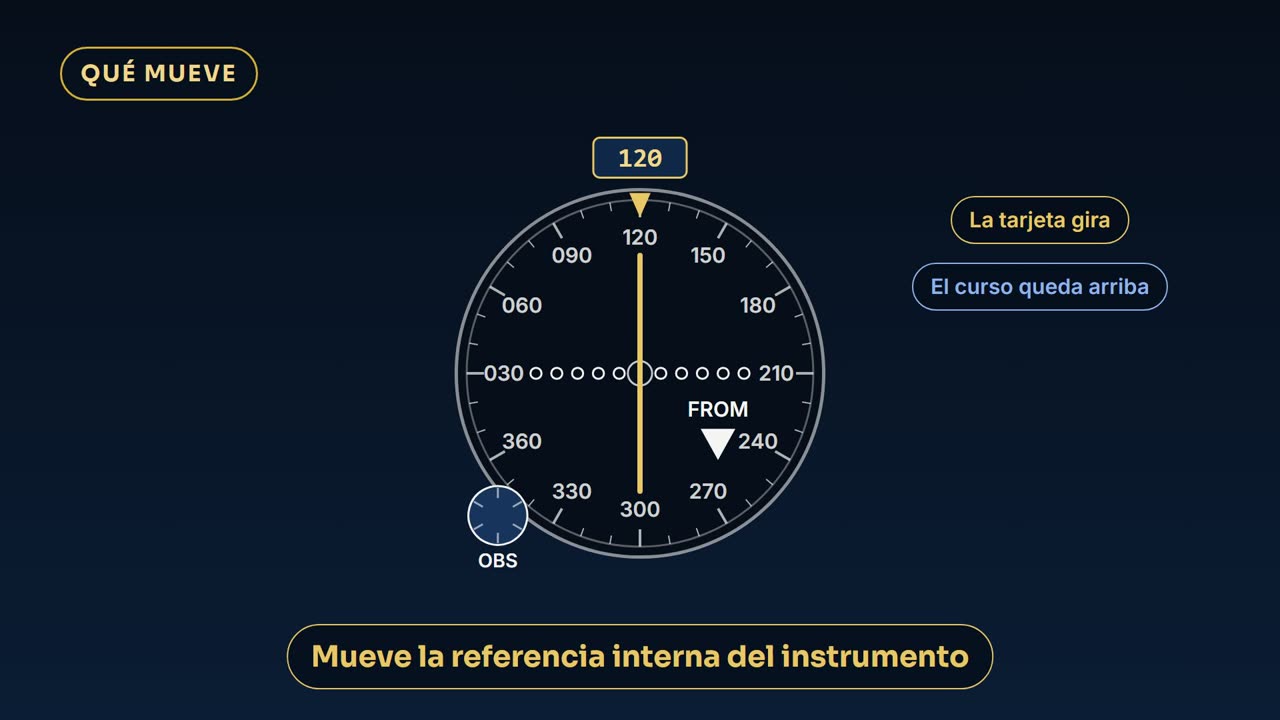 QUÉ MUEVE
120
120
090
150
La tarjeta gira
El curso queda arriba
060
180
030
210
FROM
360
240
330
270
300
OBS
Mueve la referencia interna del instrumento